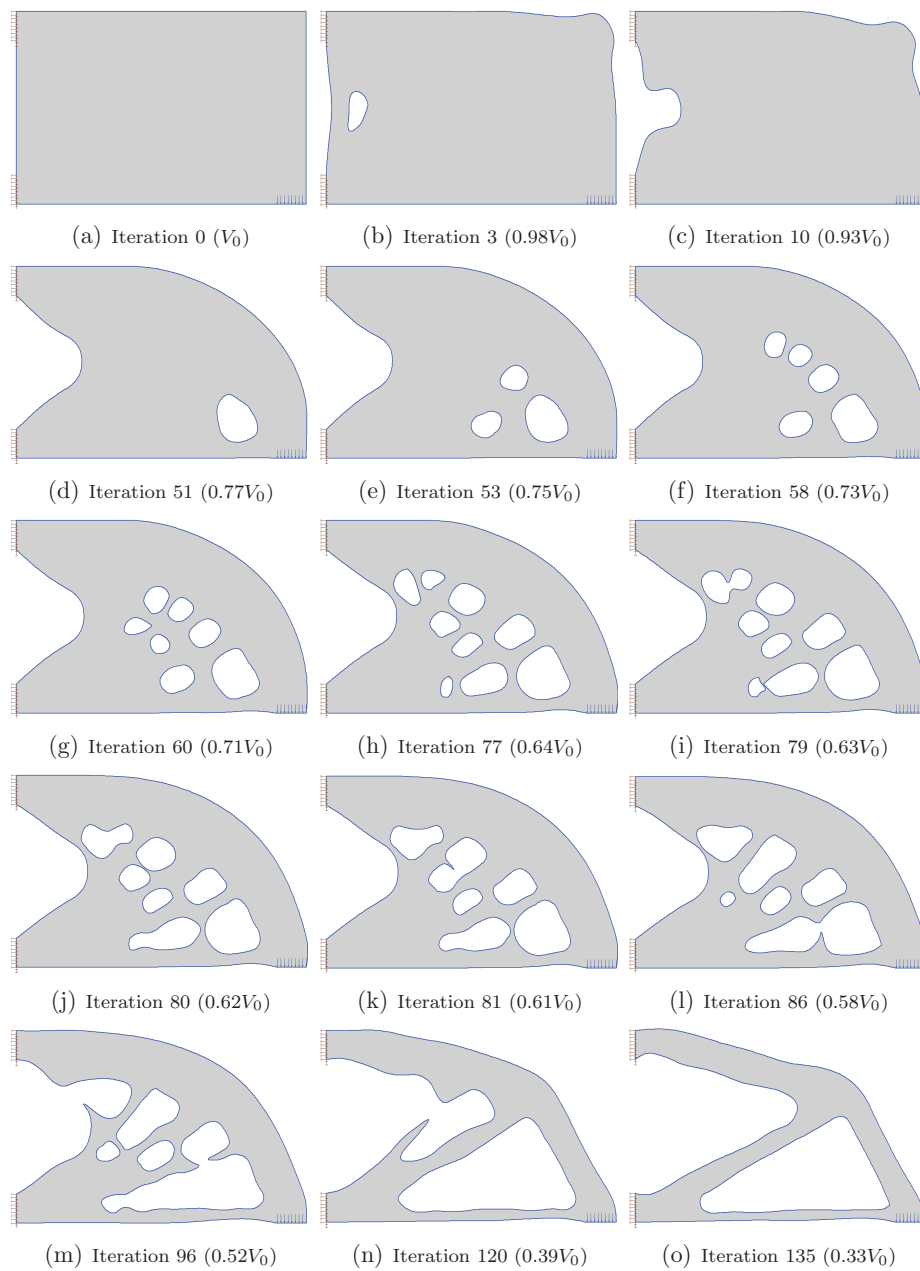 (a) Iteration 0 (V₀)
(b) Iteration 3 (0.98V₀)
(c) Iteration 10 (0.93V₀)
(d) Iteration 51 (0.77V₀)
(e) Iteration 53 (0.75V₀)
(f) Iteration 58 (0.73V₀)
(g) Iteration 60 (0.71V₀)
(h) Iteration 77 (0.64V₀)
(i) Iteration 79 (0.63V₀)
(j) Iteration 80 (0.62V₀)
(k) Iteration 81 (0.61V₀)
(l) Iteration 86 (0.58V₀)
(m) Iteration 96 (0.52V₀)
(n) Iteration 120 (0.39V₀)
(o) Iteration 135 (0.33V₀)